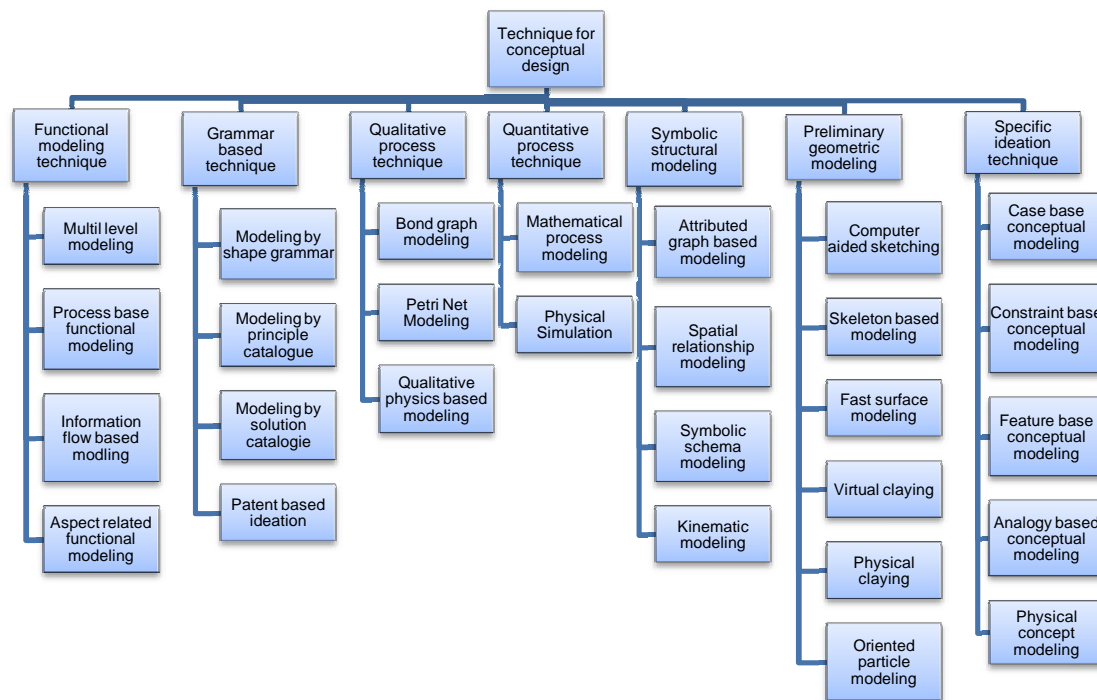 Technique for
conceptual
design
Functional
modeling
technique
Multil level
modeling
Process base
functional
modeling
Information
flow based
modling
Aspect related
functional
modeling
Grammar
based
technique
Modeling by
shape grammar
Modeling by
principle
catalogue
Modeling by
solution
catalogie
Patent based
ideation
Qualitative
process
technique
Bond graph
modeling
Petri Net
Modeling
Qualitative
physics based
modeling
Quantitative
process
technique
Mathematical
process
modeling
Physical
Simulation
Symbolic
structural
modeling
Attributed
graph based
modeling
Spatial
relationship
modeling
Symbolic
schema
modeling
Kinematic
modeling
Preliminary
geometric
modeling
Computer
aided sketching
Skeleton based
modeling
Fast surface
modeling
Virtual claying
Physical
claying
Oriented
particle
modeling
Specific
ideation
technique
Case base
conceptual
modeling
Constraint base
conceptual
modeling
Feature base
conceptual
modeling
Analogy based
conceptual
modeling
Physical
concept
modeling